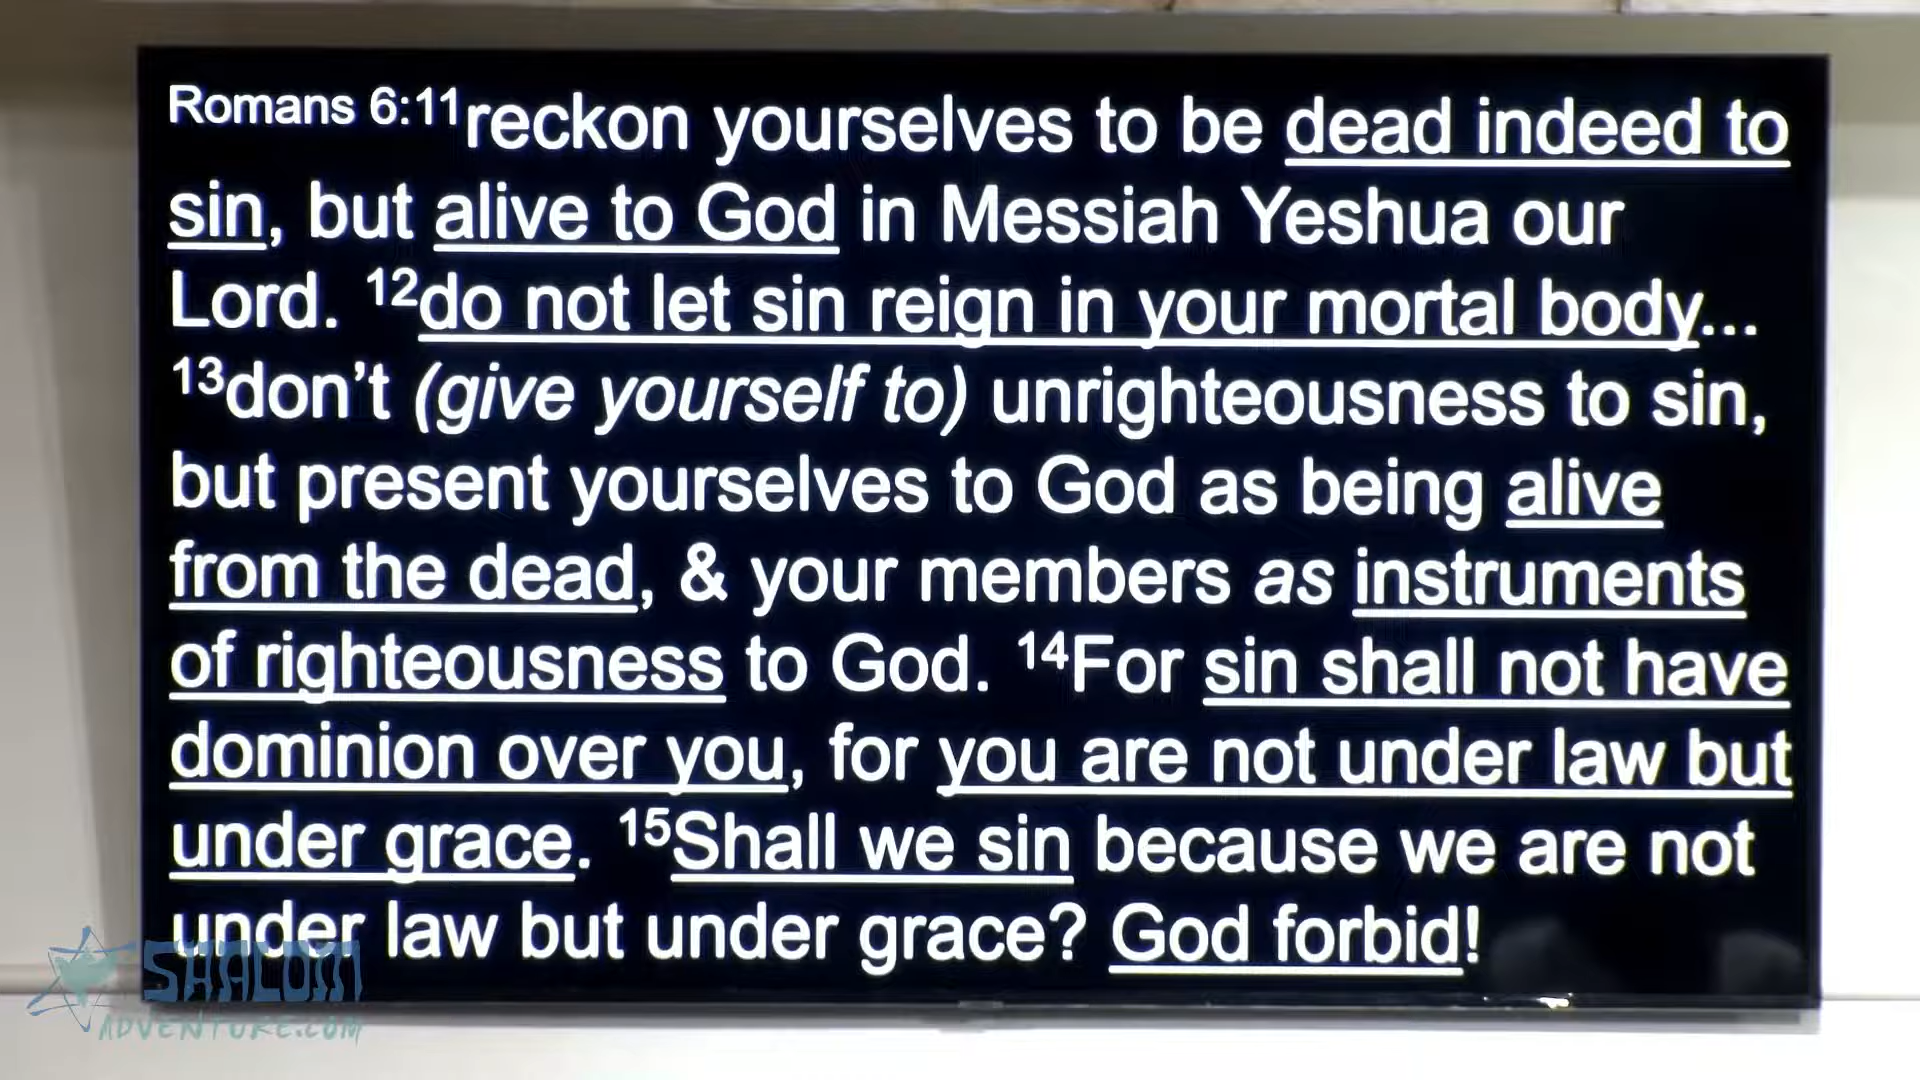 Romans 6:11reckon yourselves to be dead indeed to
sin, but alive to God in Messiah Yeshua our
Lord. 12do not let sin reign in your mortal body...
13don't (give yourself to) unrighteousness to sin,
but present yourselves to God as being alive
from the dead, & your members as instruments
of righteousness to God. 14For sin shall not have
dominion over you, for you are not under law but
under grace. 15Shall we sin because we are not
under law but under grace? God forbid!
SHALOM
ADVENTURE.COM